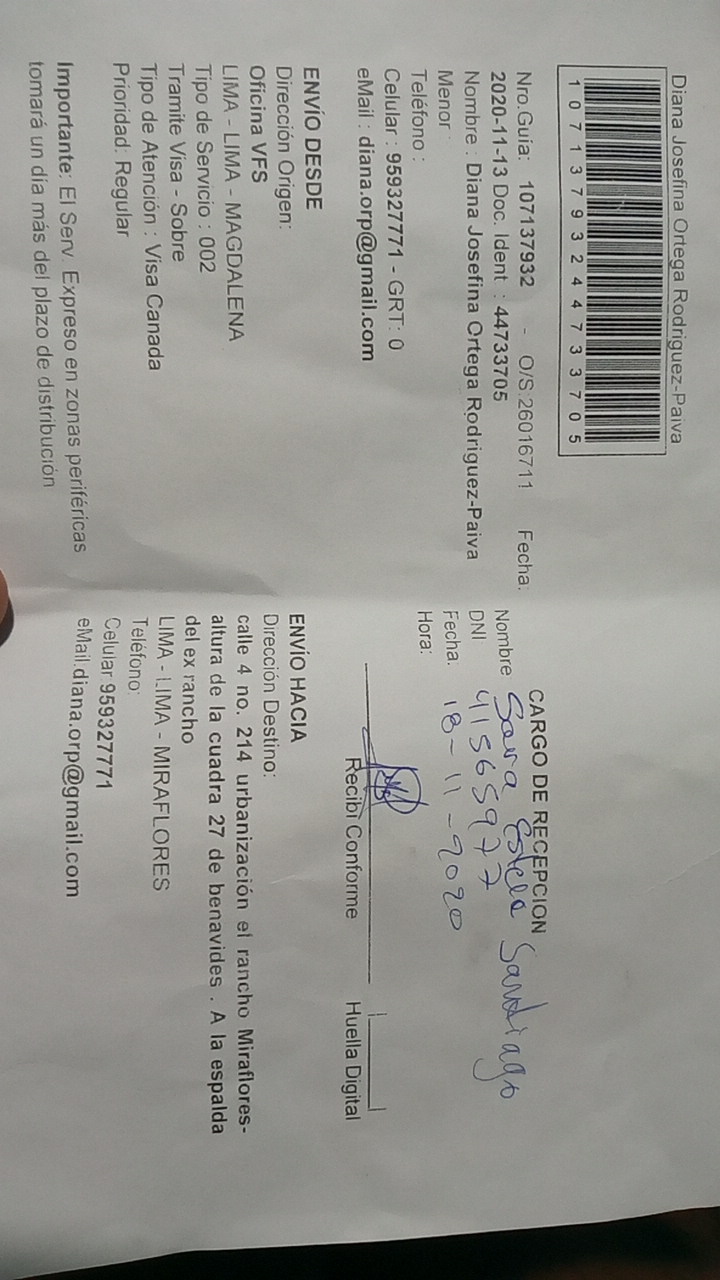 Diana Josefina Ortega Rodriguez-Paiva
10713793244733705
Nro.Guia: 107137932 - O/S:26016711 Fecha:
2020-11-13 Doc. Ident : 44733705
Nombre : Diana Josefina Ortega Rodriguez-Paiva
Menor :
Teléfono :
Celular : 959327771 - GRT: 0
eMail : diana.orp@gmail.com
ENVÍO DESDE
Dirección Origen:
Oficina VFS
LIMA - LIMA - MAGDALENA
Tipo de Servicio : 002
Tramite Visa - Sobre
Tipo de Atención : Visa Canada
Prioridad: Regular
Importante: El Serv. Expreso en zonas periféricas
tomará un día más del plazo de distribución
CARGO DE RECEPCION
Nombre Sara Estela Sandiago
DNI 41565977
Fecha: 18-11-2020
Hora:
Recibí Conforme
Huella Digital
ENVÍO HACIA
Dirección Destino:
calle 4 no. 214 urbanización el rancho Miraflores-
altura de la cuadra 27 de benavides . A la espalda
del ex rancho
LIMA - LIMA - MIRAFLORES
Teléfono:
Celular:959327771
eMail:diana.orp@gmail.com